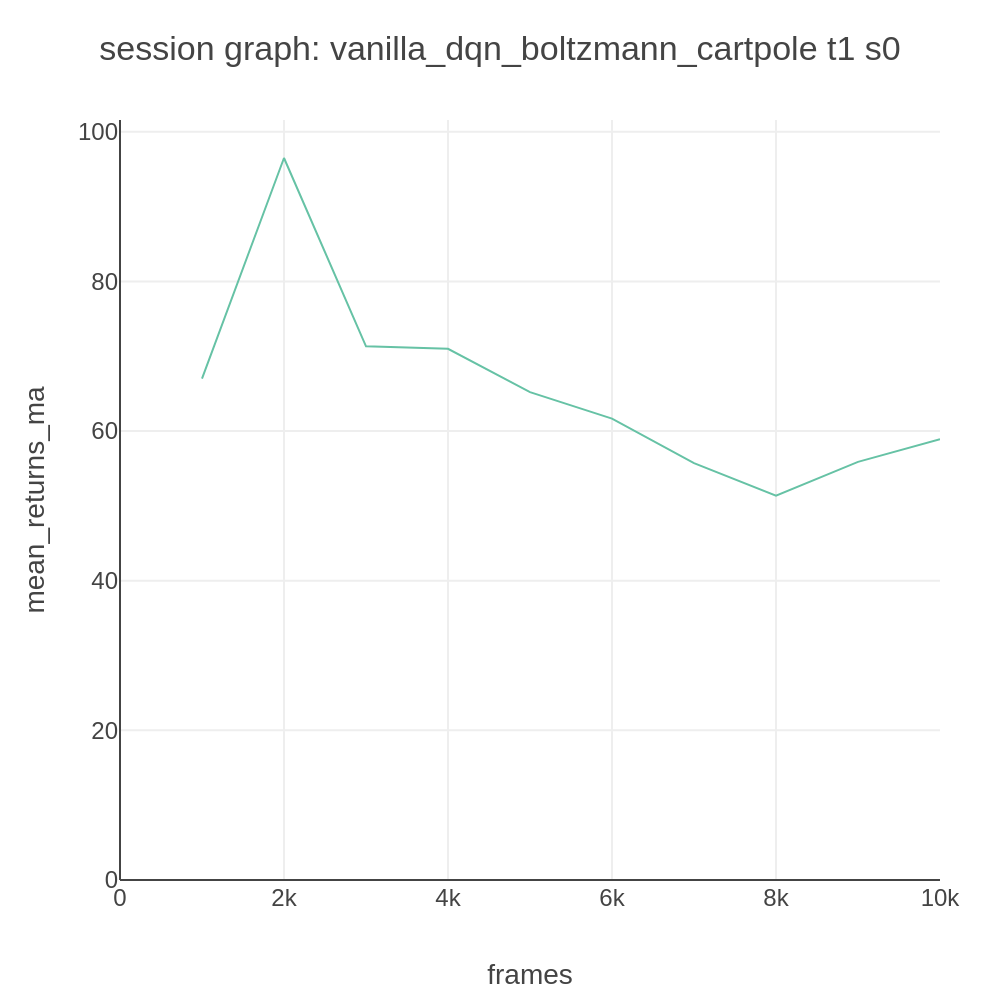 session graph: vanilla_dqn_boltzmann_cartpole t1 s0
100
80
60
40
20
0
mean_returns_ma
0
2k
4k
6k
8k
10k
frames